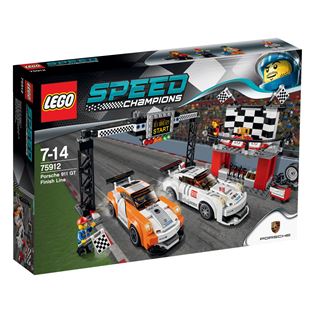 LEGO
SPEED
CHAMPIONS
START
7-14
75912
Porsche 911 GT
Finish Line
PORSCHE